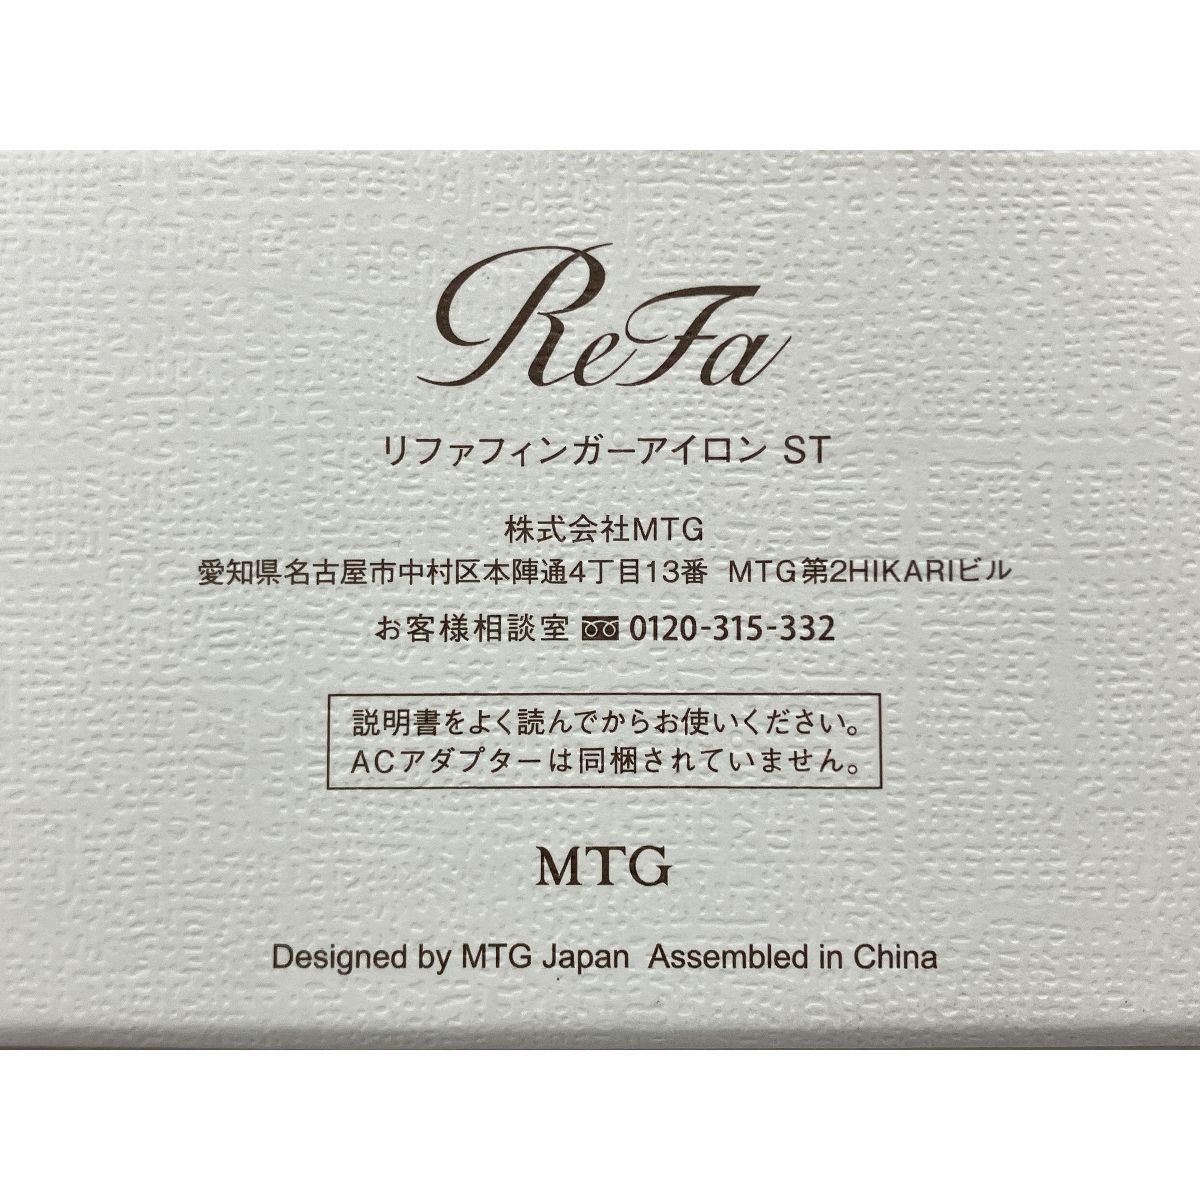 ReFa
リファフィンガーアイロン ST
株式会社MTG
愛知県名古屋市中村区本陣通4丁目13番 MTG第2HIKARIビル
お客様相談室 0120-315-332
説明書をよく読んでからお使いください。
ACアダプターは同梱されていません。
MTG
Designed by MTG Japan Assembled in China